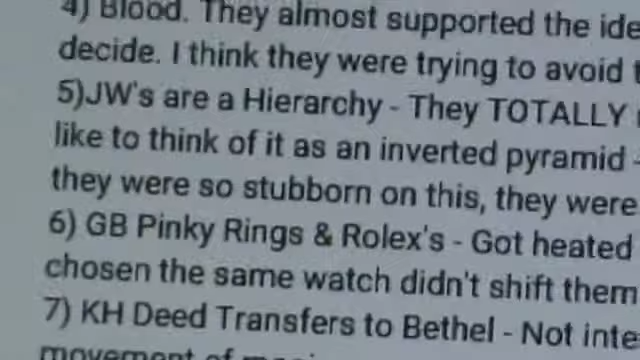 4) Blood. They almost supported the ide
decide. I think they were trying to avoid
5)JW's are a Hierarchy - They TOTALLY
like to think of it as an inverted pyramid -
they were so stubborn on this, they were
6) GB Pinky Rings & Rolex's - Got heated
chosen the same watch didn't shift them
7) KH Deed Transfers to Bethel - Not inte
movement of